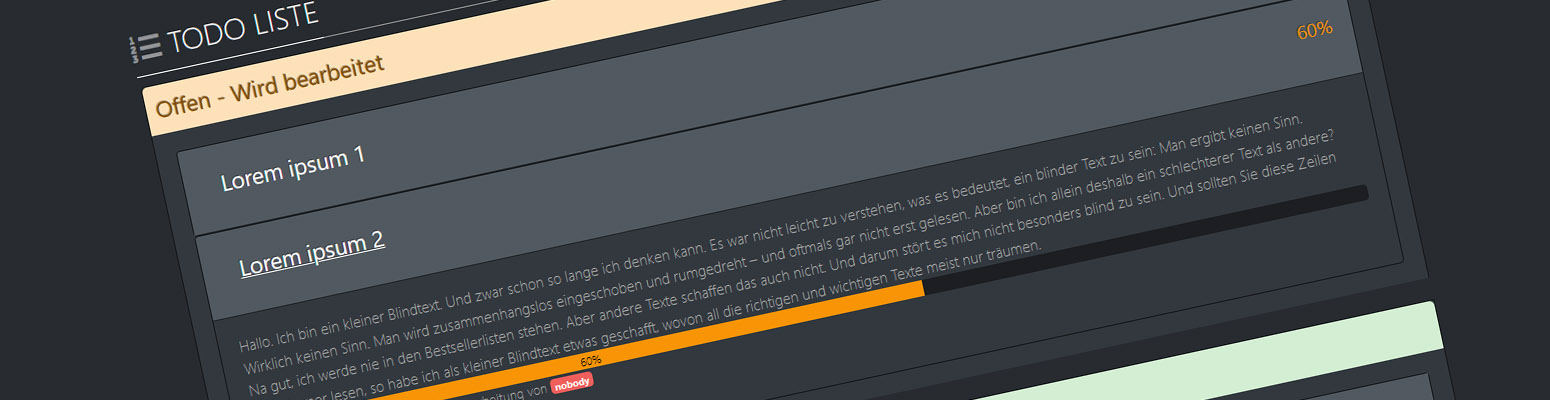 TODO LISTE
Offen - Wird bearbeitet
Lorem ipsum 1
60%
Lorem ipsum 2
Hallo. Ich bin ein kleiner Blindtext. Und zwar schon so lange ich denken kann. Es war nicht leicht zu verstehen, was es bedeutet, ein blinder Text zu sein: Man ergibt keinen Sinn.
Wirklich keinen Sinn. Man wird zusammenhangslos eingeschoben und rumgedreht – und oftmals gar nicht erst gelesen. Aber bin ich allein deshalb ein schlechterer Text als andere?
Na gut, ich werde nie in den Bestsellerlisten stehen. Aber andere Texte schaffen das auch nicht. Und darum stört es mich nicht besonders blind zu sein. Und sollten Sie diese Zeilen
lesen, so habe ich als kleiner Blindtext etwas geschafft, wovon all die richtigen und wichtigen Texte meist nur träumen.
60%
von nobody